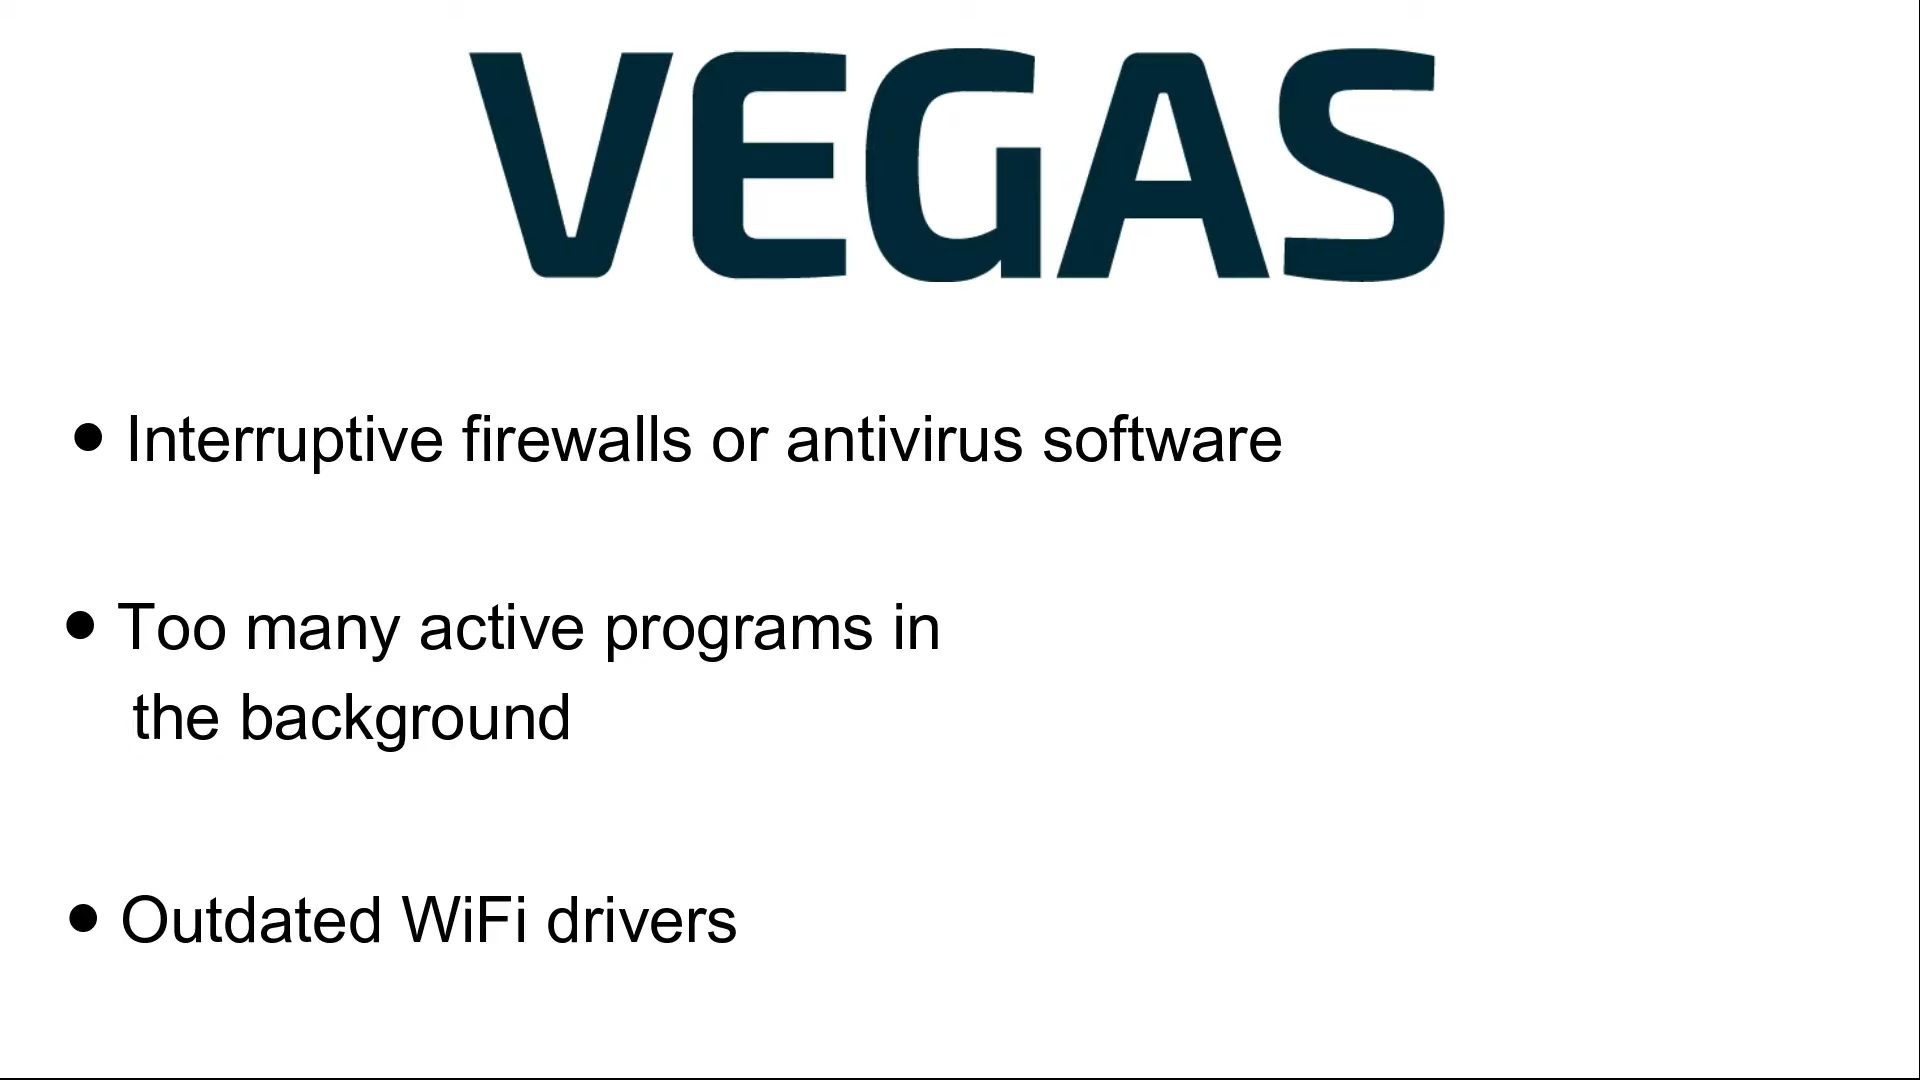 VEGAS
• Interruptive firewalls or antivirus software
• Too many active programs in
the background
• Outdated WiFi drivers